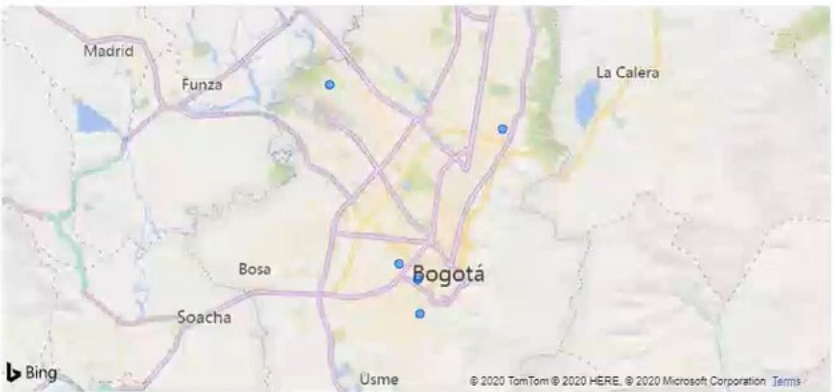 Madrid
Funza
La Calera
Bosa
Bogotá
Soacha
Usme
Bing
© 2020 TomTom © 2020 HERE, © 2020 Microsoft Corporation Terms